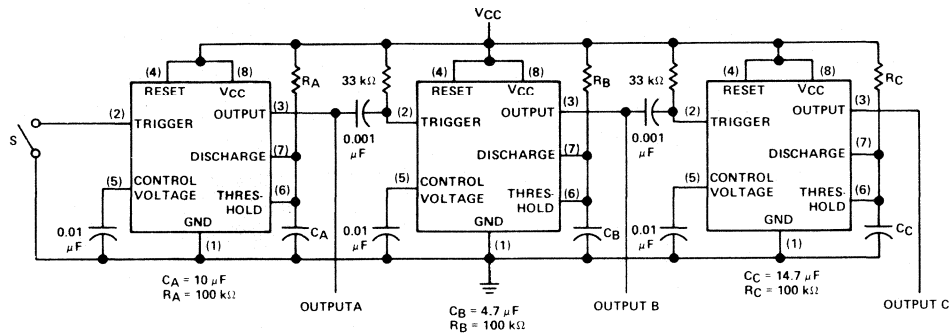 VCC
(4)
(8)
RESET
VCC
RA
33 kΩ
(3)
OUTPUT
(2)
TRIGGER
S
0.001
μF
DISCHARGE
(7)
(5)
CONTROL
VOLTAGE
THRES-
HOLD
(6)
GND
0.01
μF
(1)
CA
CA = 10 μF
RA = 100 kΩ
OUTPUT A
(4)
(8)
RESET
VCC
RB
33 kΩ
(3)
OUTPUT
(2)
TRIGGER
0.001
μF
DISCHARGE
(7)
(5)
CONTROL
VOLTAGE
THRES-
HOLD
(6)
GND
0.01
μF
(1)
CB
CB = 4.7 μF
RB = 100 kΩ
OUTPUT B
(4)
(8)
RESET
VCC
RC
(3)
OUTPUT
(2)
TRIGGER
DISCHARGE
(7)
(5)
CONTROL
VOLTAGE
THRES-
HOLD
(6)
GND
0.01
μF
(1)
CC
CC = 14.7 μF
RC = 100 kΩ
OUTPUT C